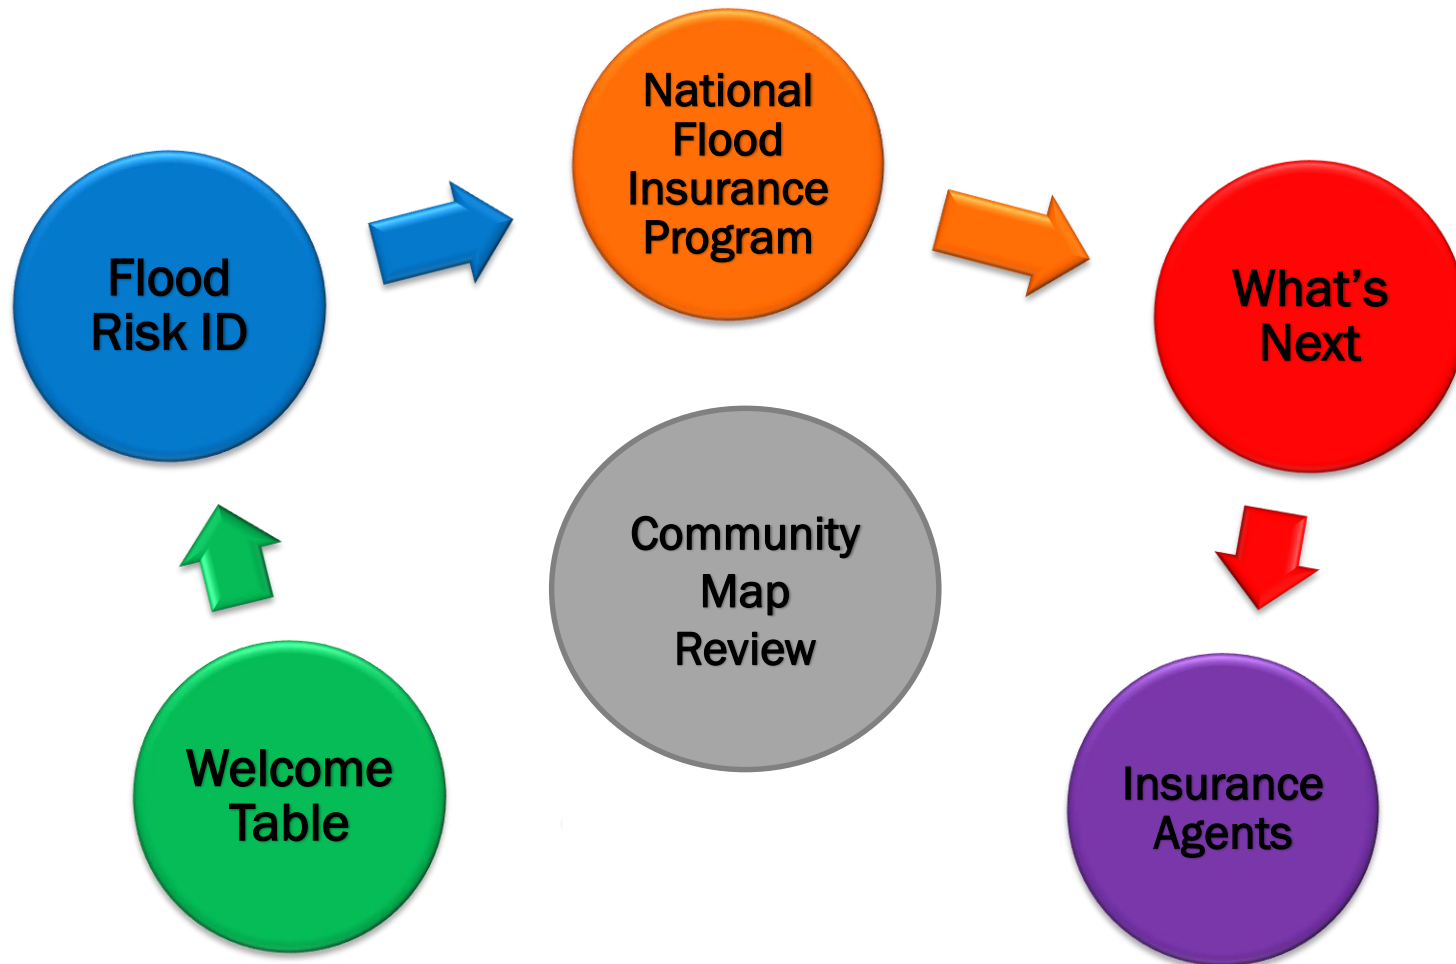 National
Flood
Insurance
Program
Flood
Risk ID
What’s
Next
Community
Map
Review
Welcome
Table
Insurance
Agents